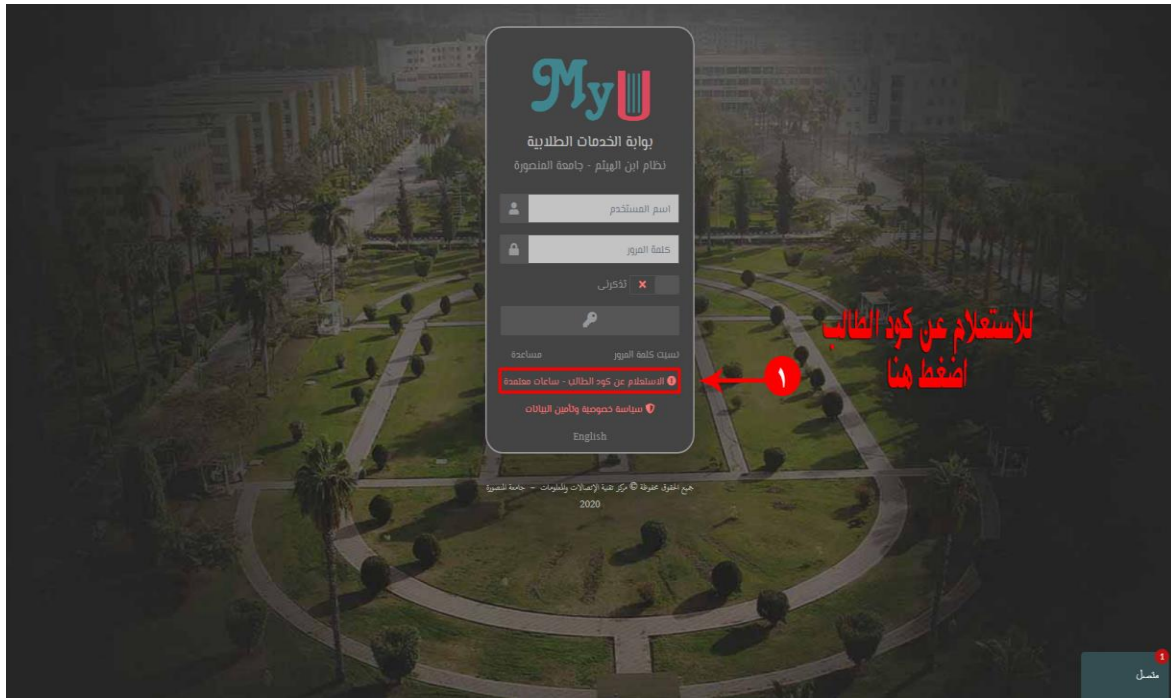 MyU
بوابة الخدمات الطلابية
نظام ابن الهيثم - جامعة المنصورة
اسم المستخدم
كلمة المرور
تذكرنى
نسيت كلمة المرور
مساعدة
الاستعلام عن كود الطالب - ساعات معتمدة
١
للاستعلام عن كود الطالب
اضغط هنا
سياسة خصوصية وتأمين البيانات
English
جميع الحقوق محفوظة © مركز تقنية الإتصالات والمعلومات - جامعة المنصورة
2020
1
متصل